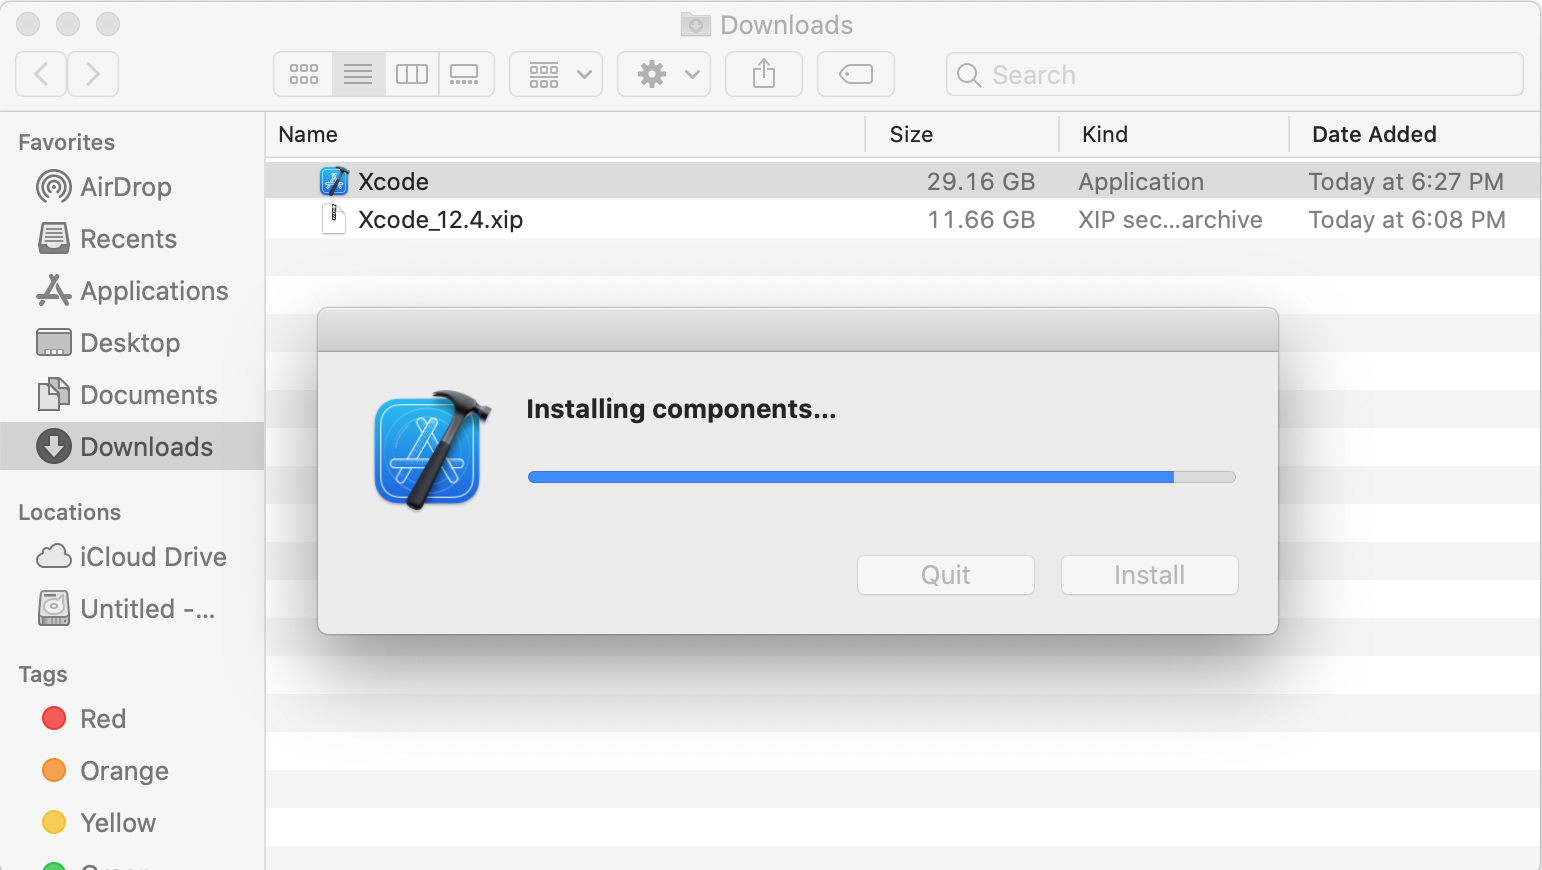 Downloads
Search
Favorites
AirDrop
Recents
Applications
Desktop
Documents
Downloads
Locations
iCloud Drive
Untitled -...
Tags
Red
Orange
Yellow
Name Size Kind Date Added
Xcode 29.16 GB Application Today at 6:27 PM
Xcode_12.4.xip 11.66 GB XIP sec...archive Today at 6:08 PM
Installing components...
Quit Install